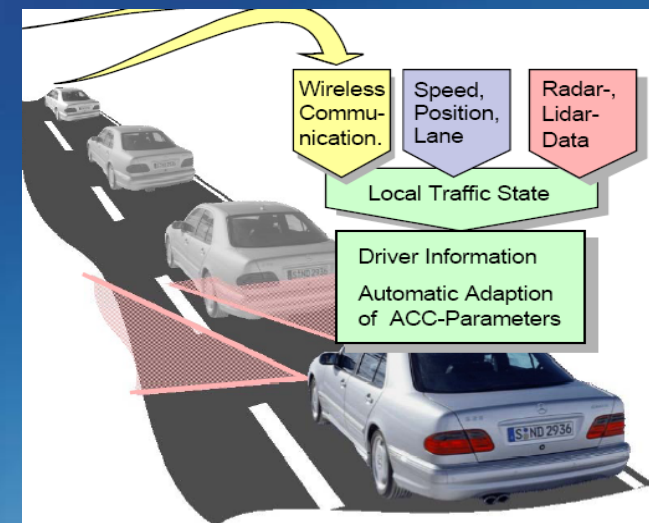 Wireless
Commu-
nication.
Speed,
Position,
Lane
Radar-,
Lidar-
Data
Local Traffic State
Driver Information
Automatic Adaption
of ACC-Parameters
S ND 2936
S ND 2936